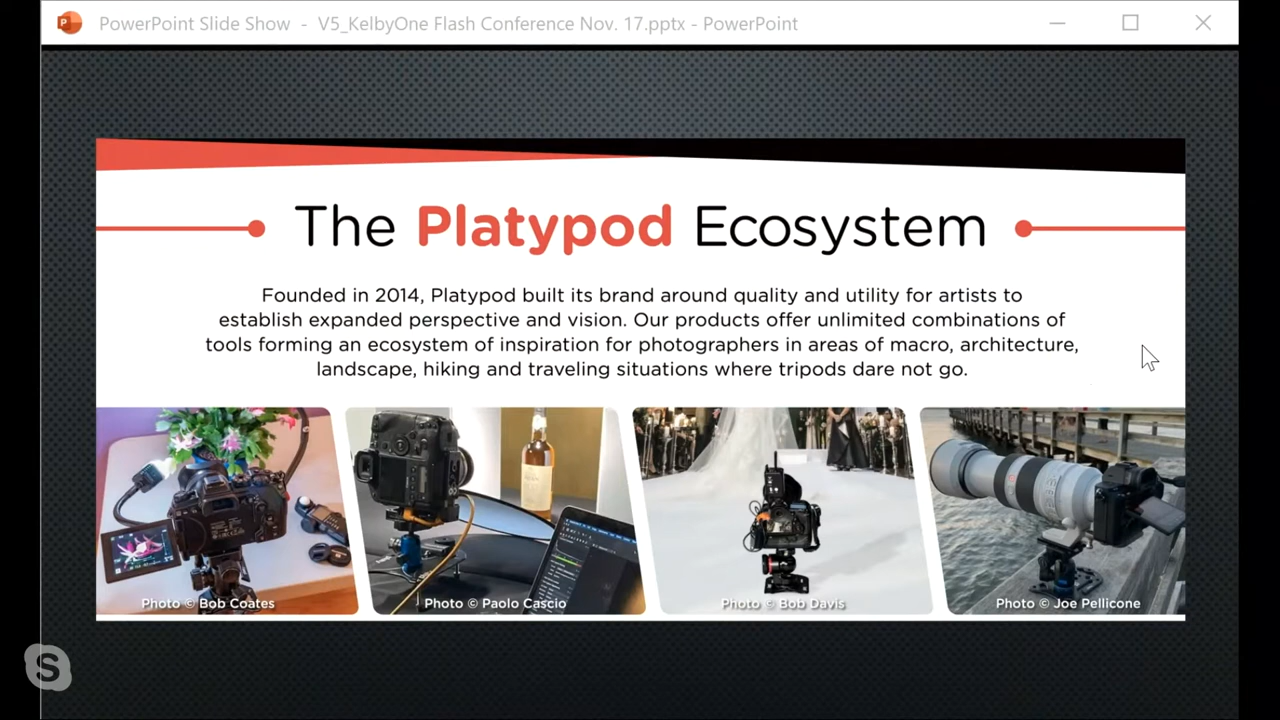 PowerPoint Slide Show - V5_KelbyOne Flash Conference Nov. 17.pptx - PowerPoint
The Platypod Ecosystem
Founded in 2014, Platypod built its brand around quality and utility for artists to
establish expanded perspective and vision. Our products offer unlimited combinations of
tools forming an ecosystem of inspiration for photographers in areas of macro, architecture,
landscape, hiking and traveling situations where tripods dare not go.
Photo © Bob Coates
Photo © Paolo Cascio
Photo © Bob Davis
Photo © Joe Pellicone